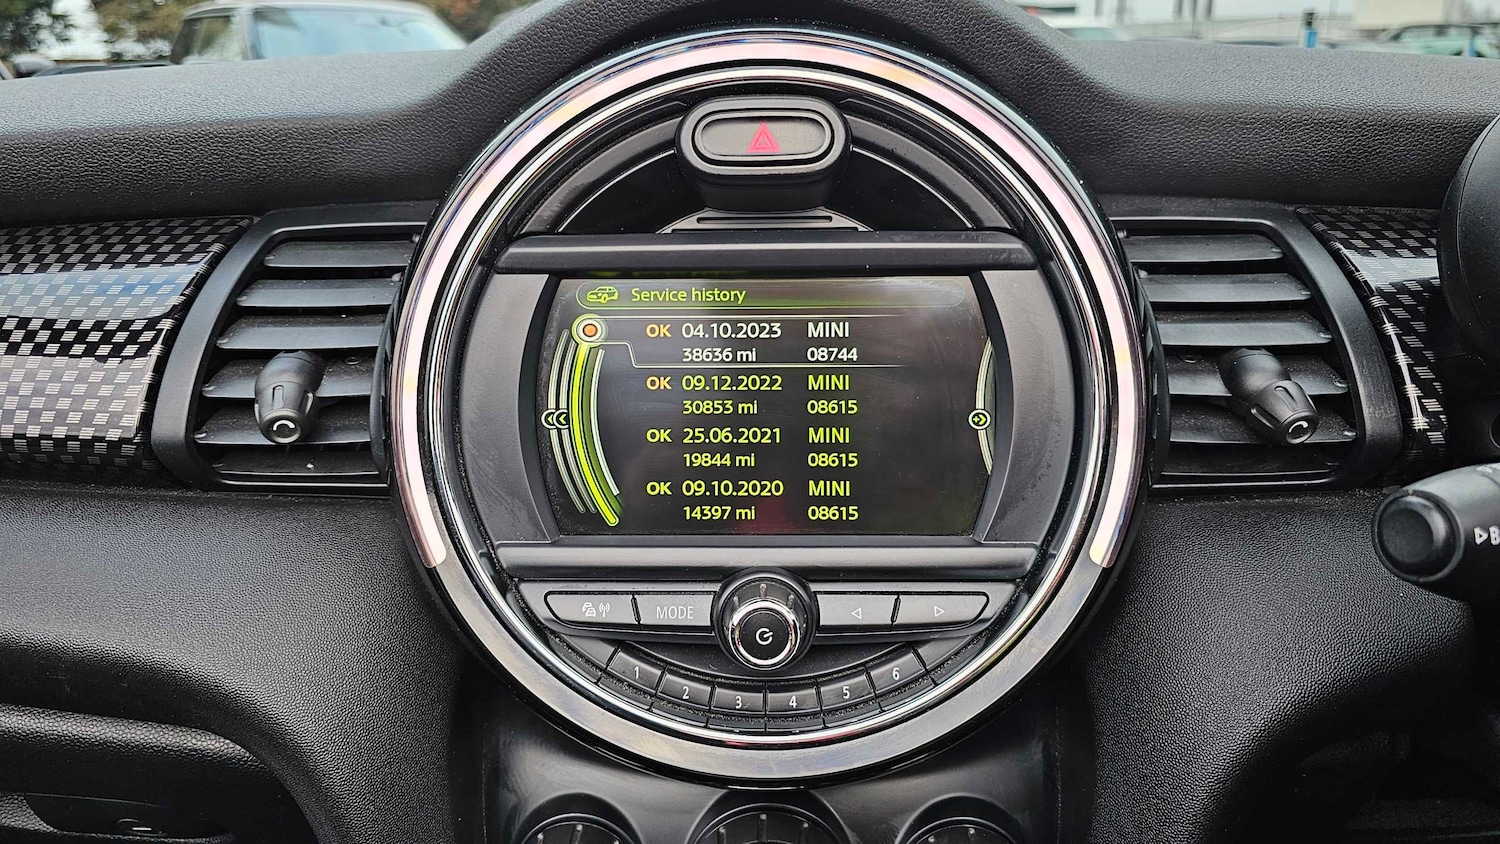 Service history
OK 04.10.2023 MINI
38636 mi 08744
OK 09.12.2022 MINI
30853 mi 08615
OK 25.06.2021 MINI
19844 mi 08615
OK 09.10.2020 MINI
14397 mi 08615
MODE
1 2 3 4 5 6